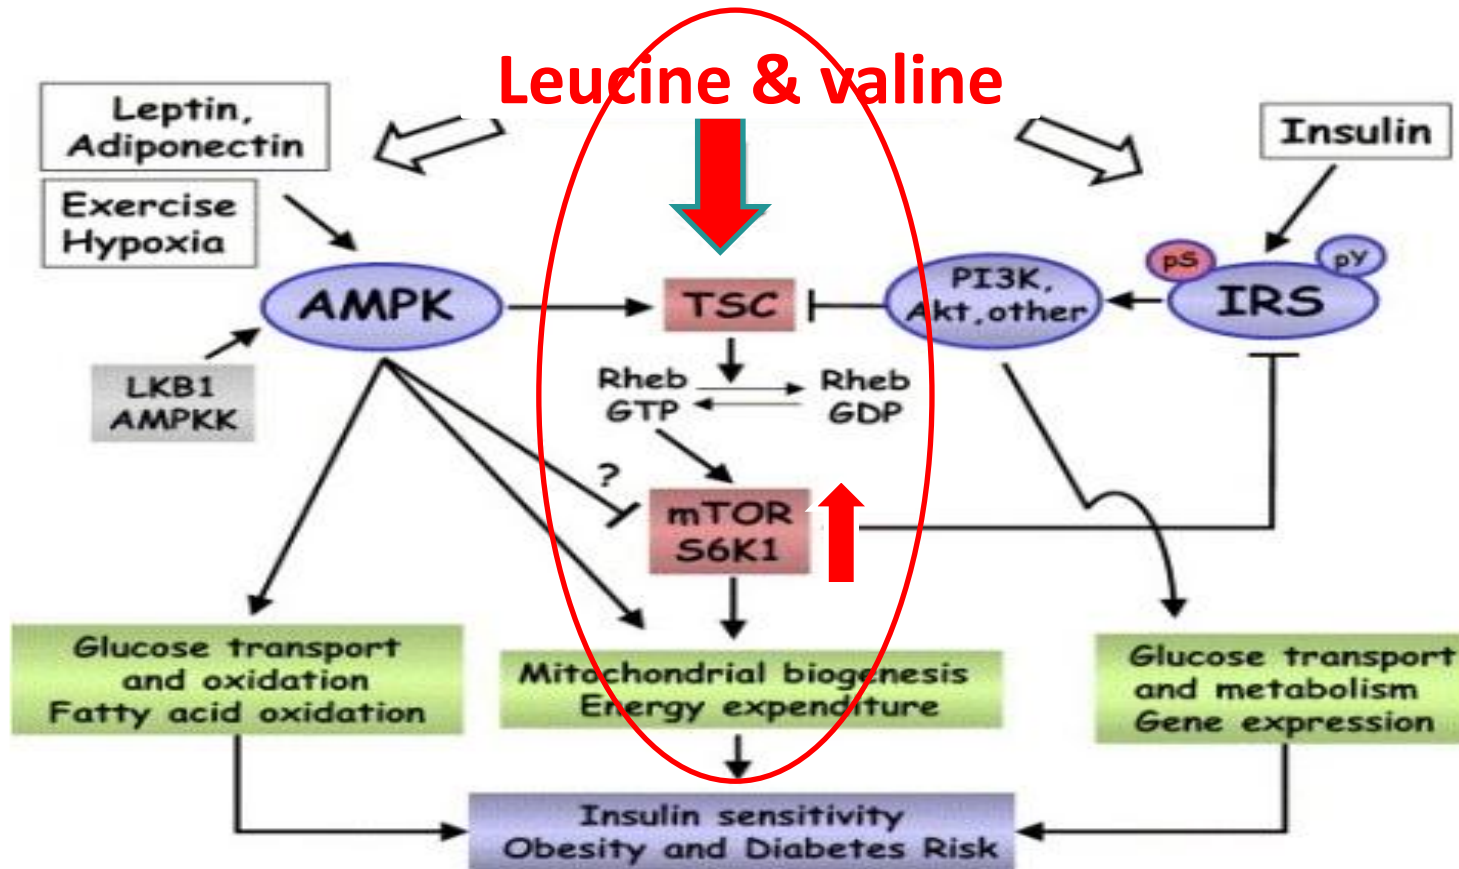 Leucine & valine
Leptin,
Adiponectin
Exercise
Hypoxia
Insulin
AMPK
TSC
PI3K,
Akt,other
pS
pY
IRS
LKB1
AMPKK
Rheb
GTP
Rheb
GDP
?
mTOR
S6K1
Glucose transport
and oxidation
Fatty acid oxidation
Mitochondrial biogenesis
Energy expenditure
Glucose transport
and metabolism
Gene expression
Insulin sensitivity
Obesity and Diabetes Risk